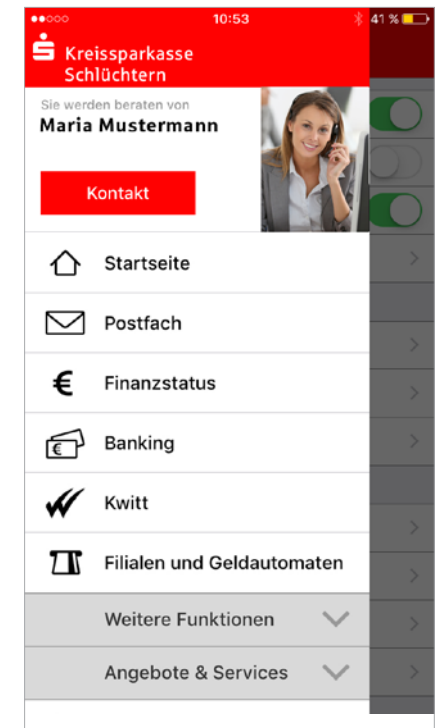 10:53
41 %
Kreissparkasse
Schlüchtern
Sie werden beraten von
Maria Mustermann
Kontakt
Startseite
Postfach
€ Finanzstatus
€ Banking
Kwitt
Filialen und Geldautomaten
Weitere Funktionen
Angebote & Services